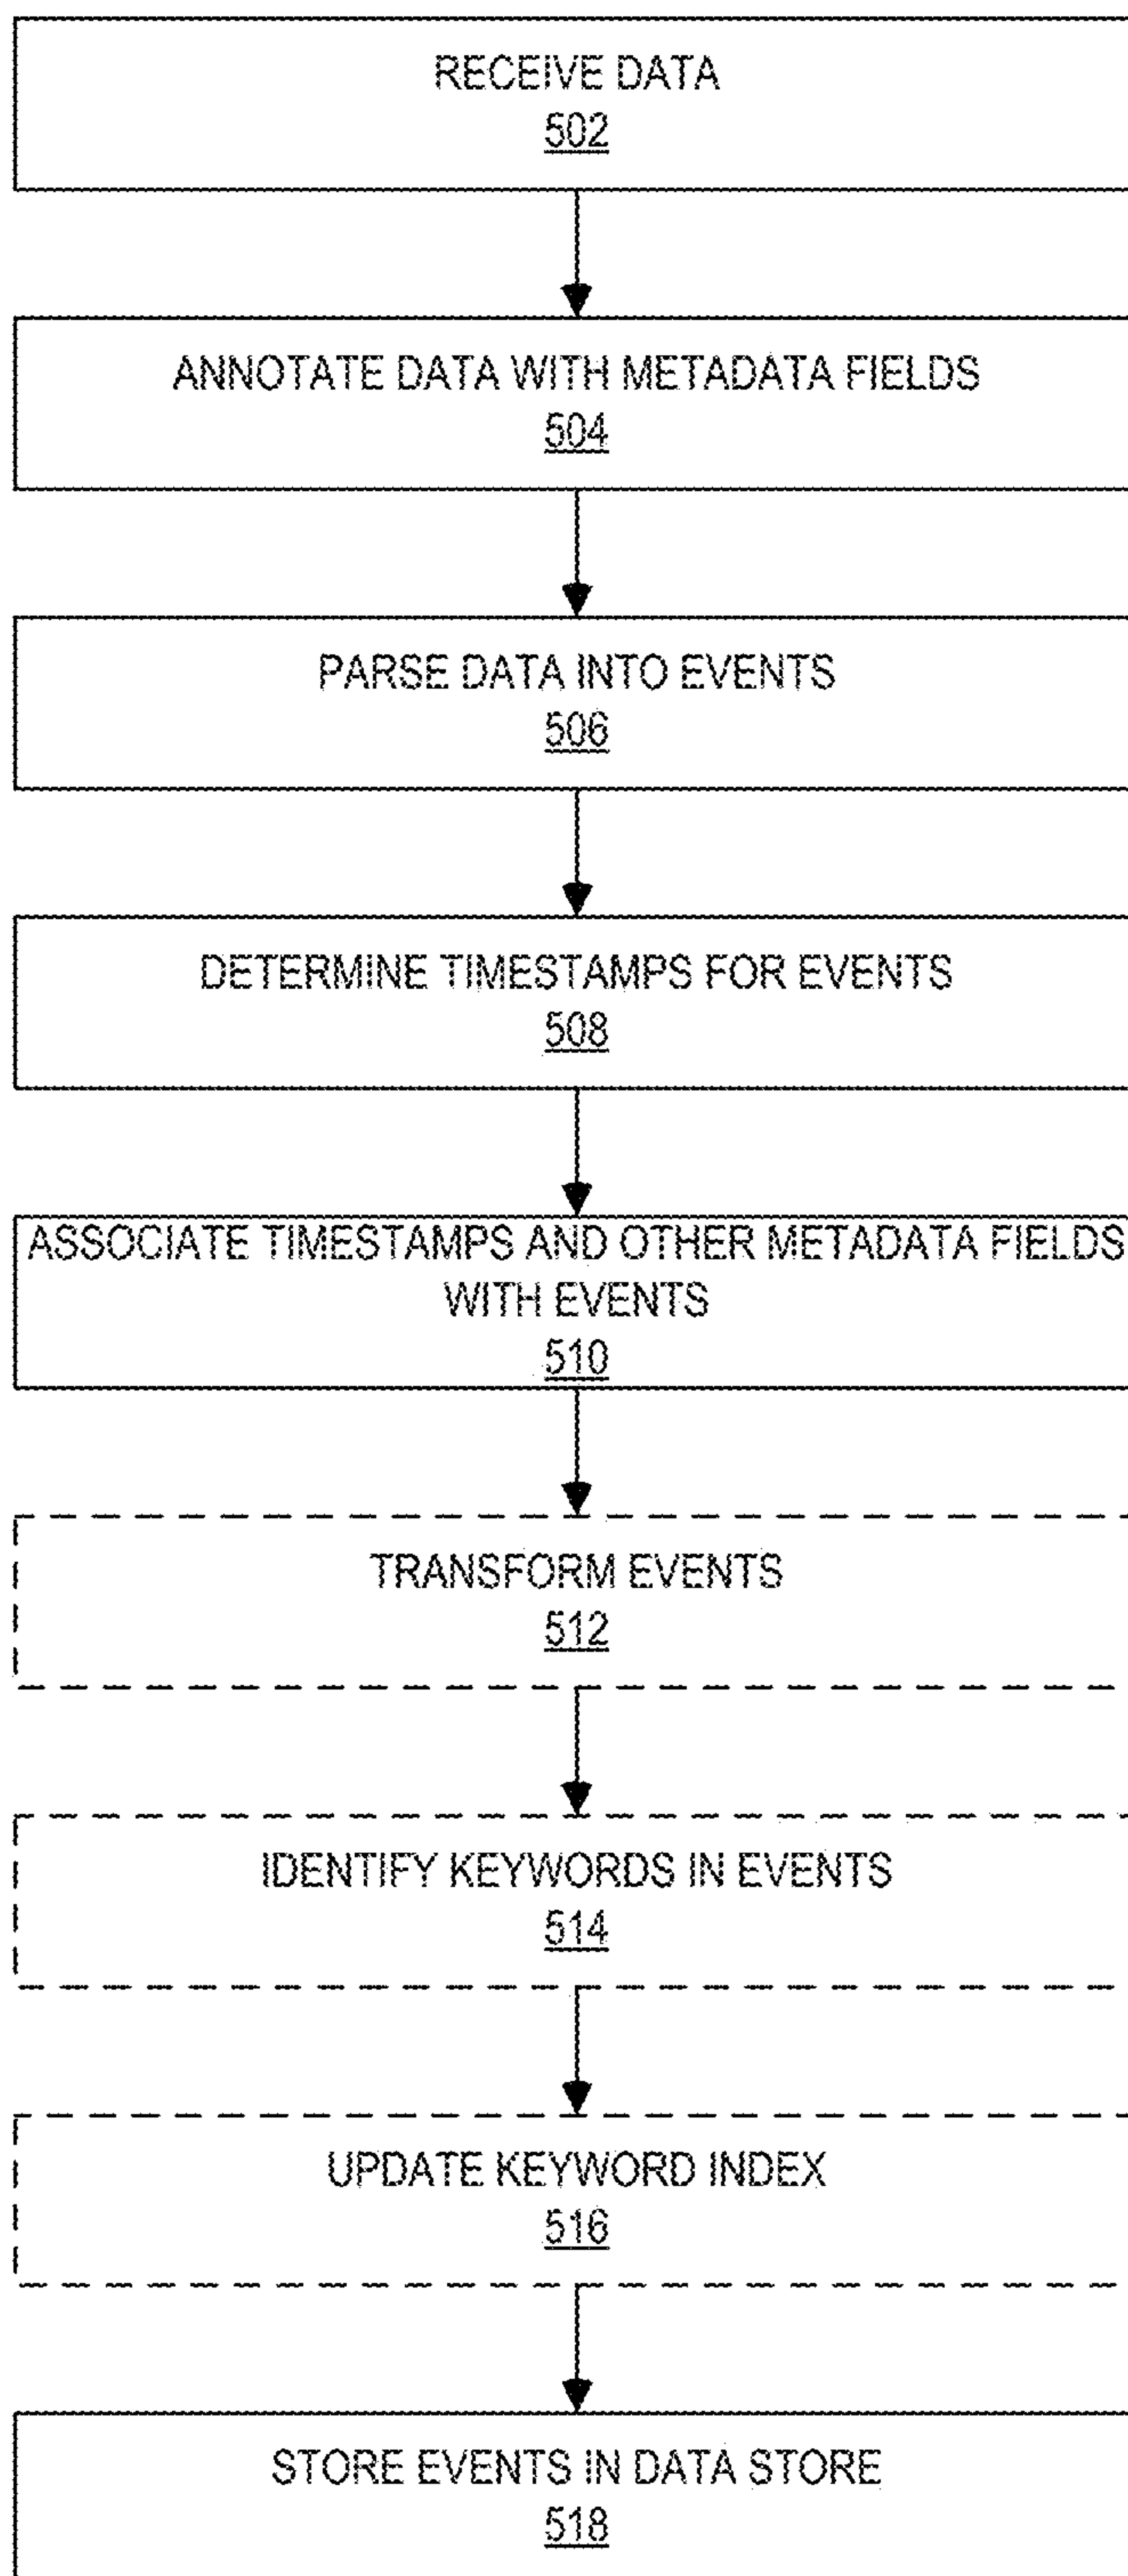 RECEIVE DATA
502
ANNOTATE DATA WITH METADATA FIELDS
504
PARSE DATA INTO EVENTS
506
DETERMINE TIMESTAMPS FOR EVENTS
508
ASSOCIATE TIMESTAMPS AND OTHER METADATA FIELDS
WITH EVENTS
510
TRANSFORM EVENTS
512
IDENTIFY KEYWORDS IN EVENTS
514
UPDATE KEYWORD INDEX
516
STORE EVENTS IN DATA STORE
518